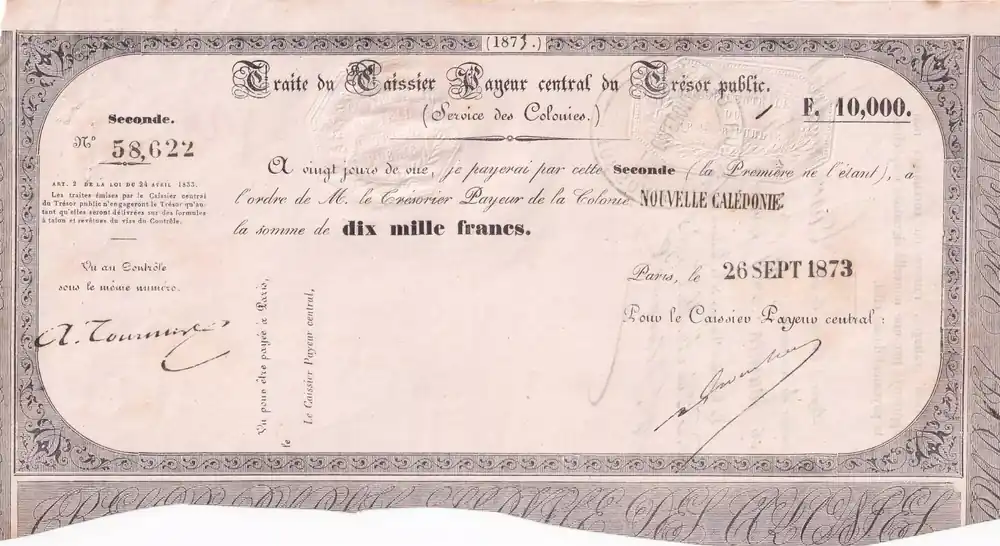 (1873.)
Traite du Caissier Payeur central du Trésor public.
(Service des Colonies.)
F. 10,000.
Seconde.
N° 58,622
ART. 2 DE LA LOI DU 24 AVRIL 1833.
Les traites émises par le Caissier central
du Trésor public n'engageront le Trésor qu'au-
tant qu'elles seront délivrées sur des formules
à talon et revêtues du visa du Contrôle.
Vu au Contrôle
sous le même numéro.
A vingt jours de vue, je payerai par cette Seconde (la Première ne l'étant), à
l'ordre de M. le Trésorier Payeur de la Colonie NOUVELLE CALÉDONIE
la somme de dix mille francs.
Paris, le 26 SEPT 1873
Pour le Caissier Payeur central :
Vu pour être payée à Paris,
le
Le Caissier Payeur central,